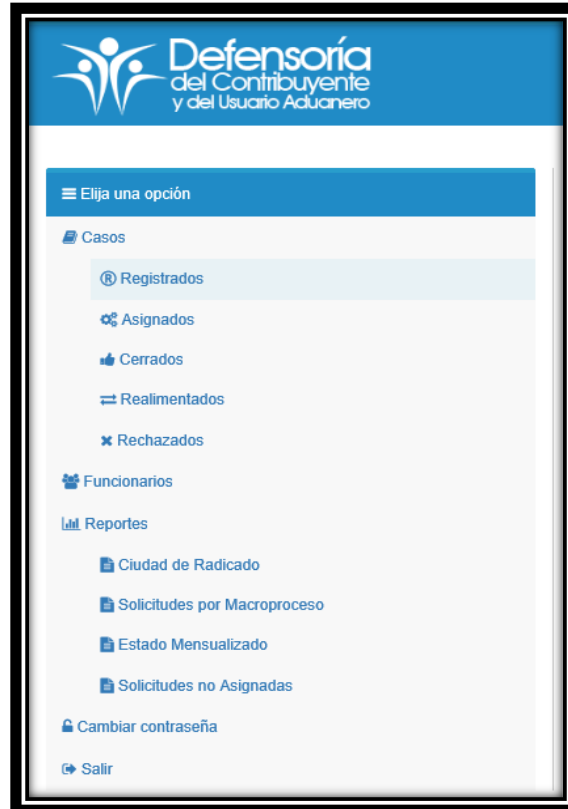 Defensoría
del Contribuyente
y del Usuario Aduanero
Elija una opción
Casos
® Registrados
Asignados
Cerrados
Realimentados
Rechazados
Funcionarios
Reportes
Ciudad de Radicado
Solicitudes por Macroproceso
Estado Mensualizado
Solicitudes no Asignadas
Cambiar contraseña
Salir